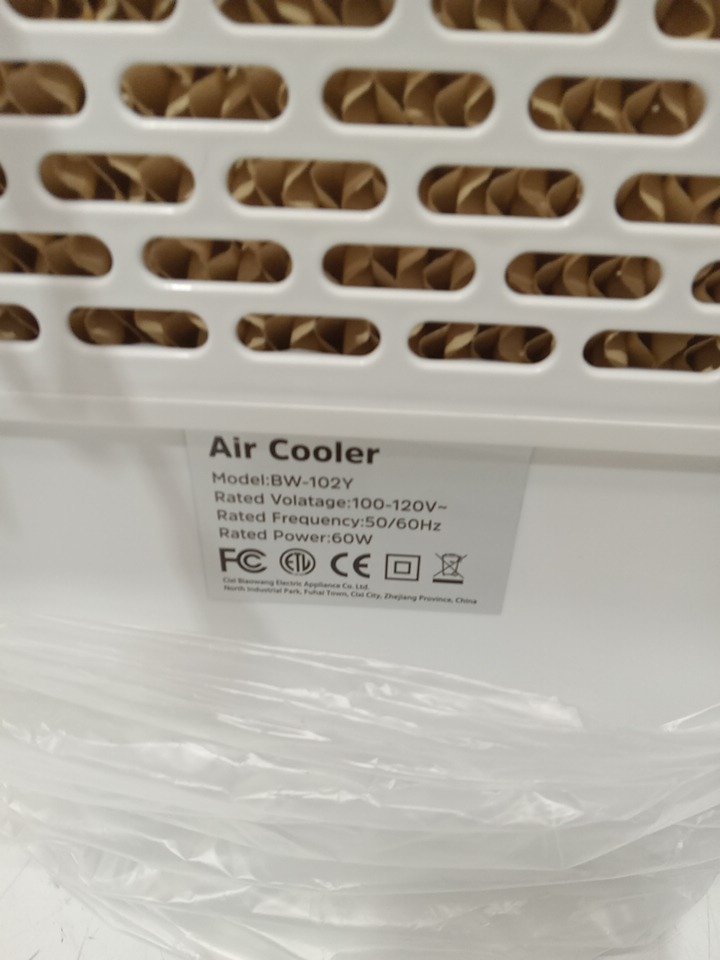 Air Cooler
Model:BW-102Y
Rated Volatage:100-120V~
Rated Frequency:50/60Hz
Rated Power:60W
FC ETL CE
Cixi Biaowang Electric Appliance Co. Ltd.
North Industrial Park, Fuhai Town, Cixi City, Zhejiang Province, China